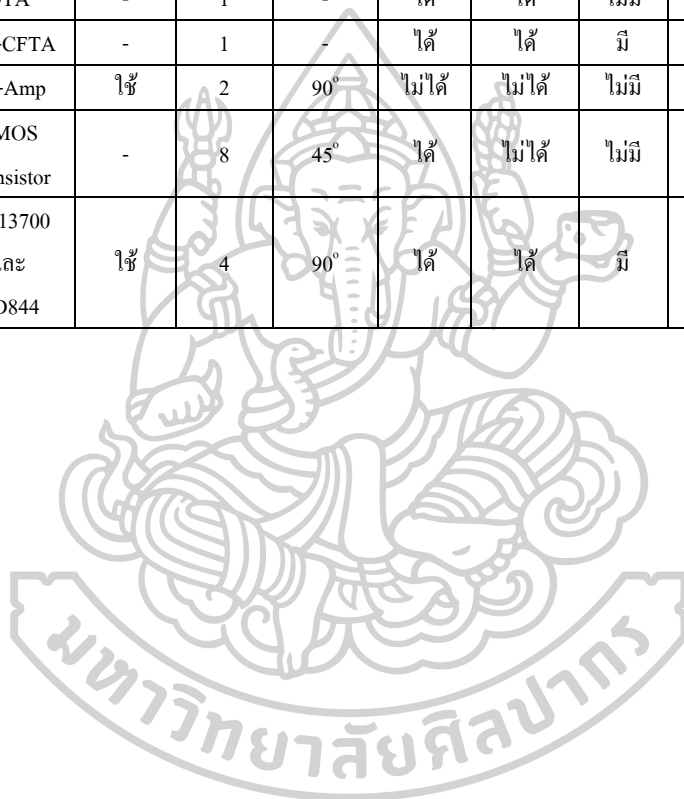 - 1 - ได้ ได้ ไม่มี
-CFTA - 1 - ได้ ได้ มี
-Amp ใช้ 2 90° ไม่ได้ ไม่ได้ ไม่มี
MOS
nsistor - 8 45° ได้ ไม่ได้ ไม่มี
13700
และ ใช้ 4 90° ได้ ได้ มี
D844
มหาวิทยาลัยศิลปากร